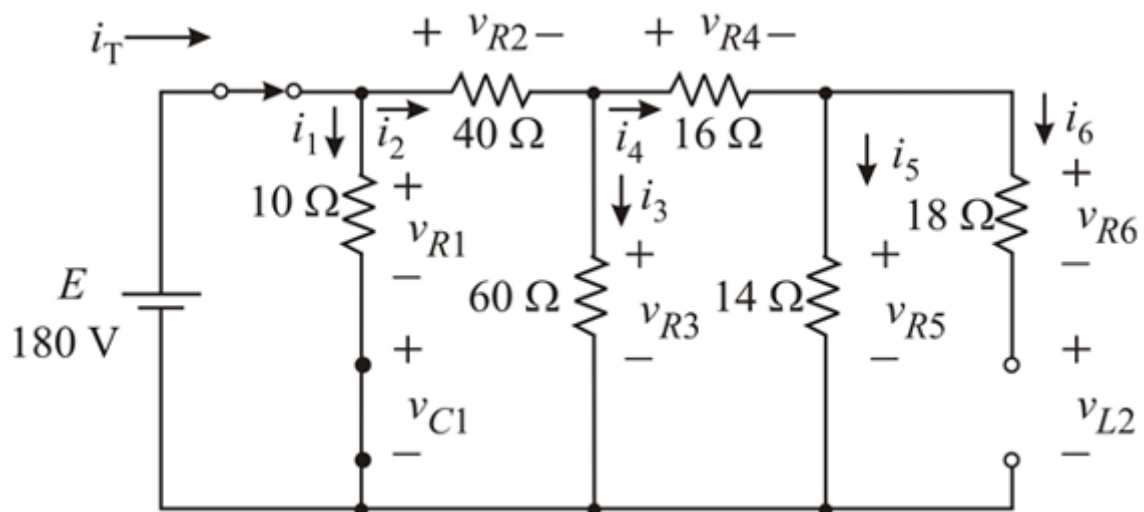 i_T
+ v_R2 –
+ v_R4 –
i_1
i_2
40 Ω
i_4
16 Ω
i_5
i_6
10 Ω
+
v_R1
–
i_3
18 Ω
+
v_R6
–
E
180 V
60 Ω
+
v_R3
–
14 Ω
+
v_R5
–
+
v_C1
–
+
v_L2
–